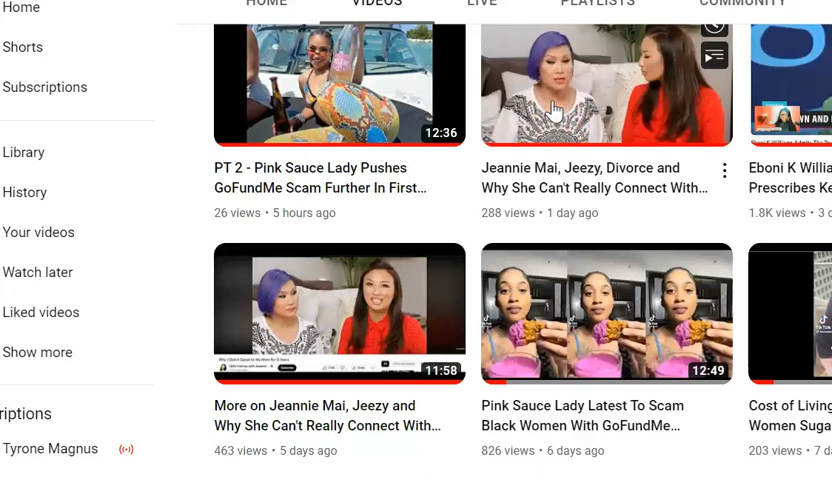 HOME VIDEOS LIVE PLAYLISTS COMMUNITY
Home
Shorts
Subscriptions
Library
History
Your videos
Watch later
Liked videos
Show more
riptions
Tyrone Magnus
12:36
PT 2 - Pink Sauce Lady Pushes
GoFundMe Scam Further In First...
26 views • 5 hours ago
Jeannie Mai, Jeezy, Divorce and
Why She Can't Really Connect With...
288 views • 1 day ago
WN AND
Eboni K Willia
Prescribes Ke
1.8K views • 3 d
11:58
More on Jeannie Mai, Jeezy and
Why She Can't Really Connect With...
463 views • 5 days ago
12:49
Pink Sauce Lady Latest To Scam
Black Women With GoFundMe...
826 views • 6 days ago
Cost of Living
Women Suga
203 views • 7 da